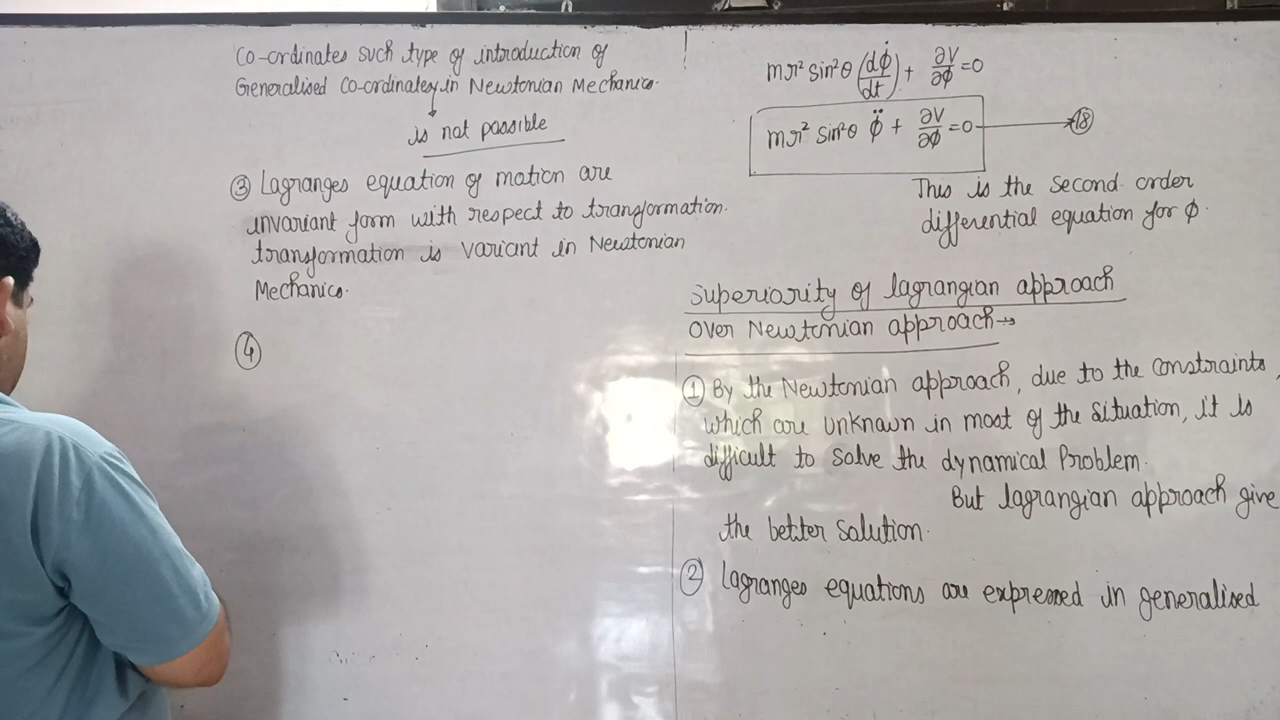 mr² sin²θ (dφ̇/dt) + ∂V/∂φ = 0
mr² sin²θ φ̈ + ∂V/∂φ = 0 → (18)
This is the second order
differential equation for φ.
Superiority of lagrangian approach
over Newtonian approach →
① By the Newtonian approach, due to the constraints,
which are unknown in most of the situation, it is
difficult to solve the dynamical Problem.
But lagrangian approach give
the better solution.
② Lagranges equations are expressed in generalised
Co-ordinates such type of introduction of
Generalised Co-ordinates in Newtonian Mechanics.
is not possible
③ Lagranges equation of motion are
invariant form with respect to transformation.
transformation is variant in Newtonian
Mechanics.
④